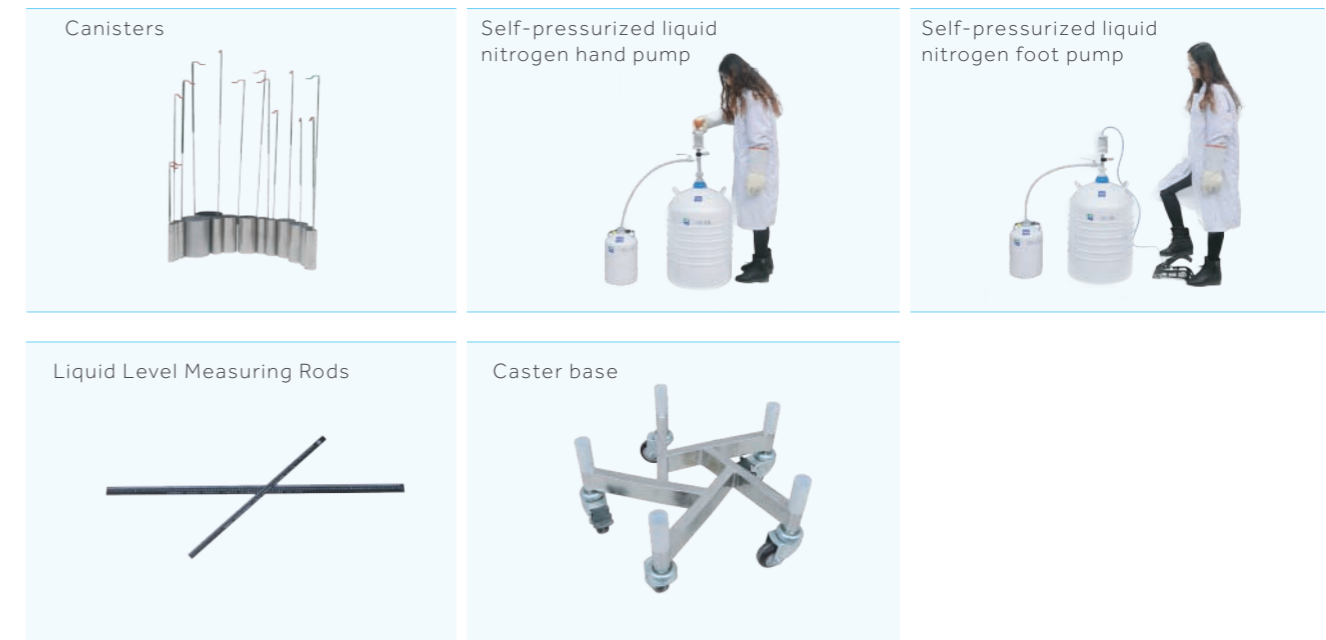 Canisters
Self-pressurized liquid
nitrogen hand pump
Self-pressurized liquid
nitrogen foot pump
Liquid Level Measuring Rods
Caster base